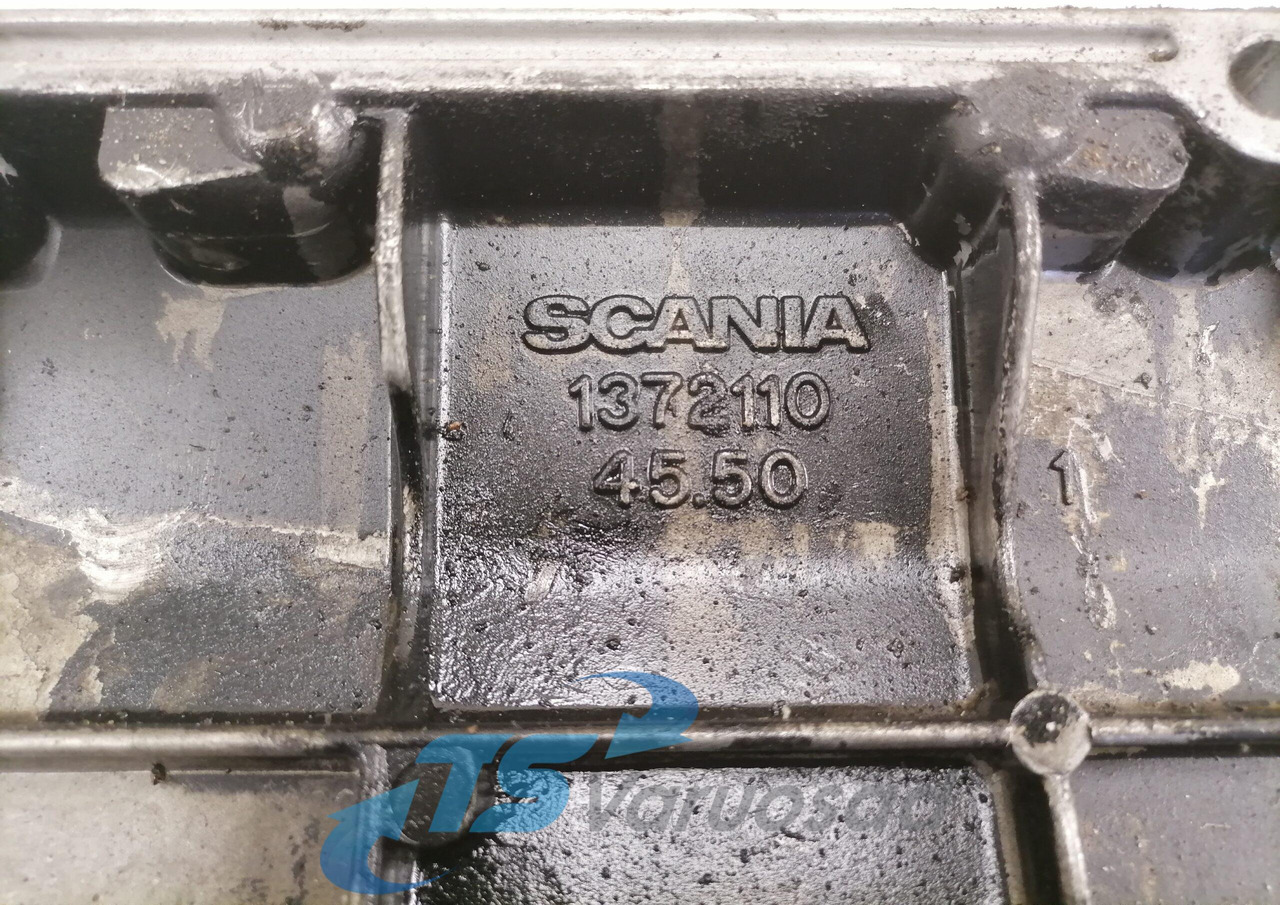 SCANIA
1372110
45.50
1
TS
varuosad